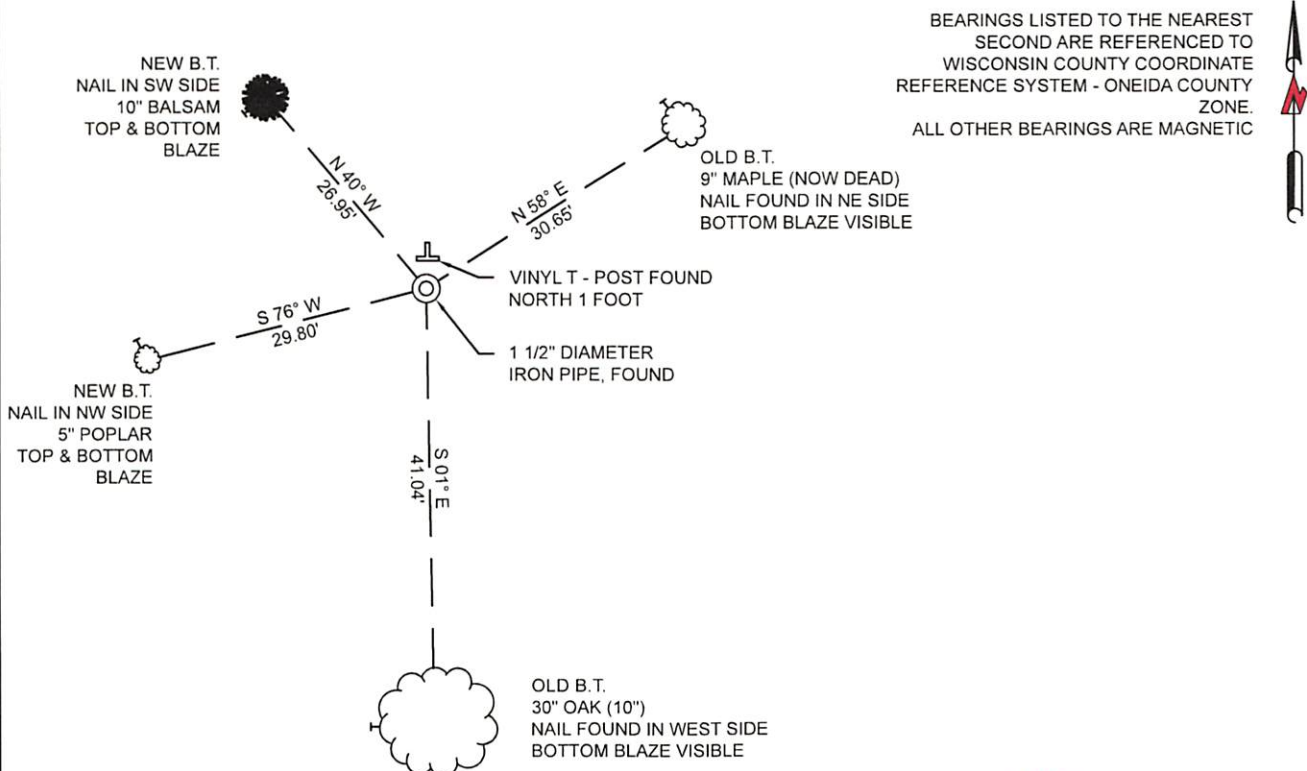 BEARINGS LISTED TO THE NEAREST
SECOND ARE REFERENCED TO
WISCONSIN COUNTY COORDINATE
REFERENCE SYSTEM - ONEIDA COUNTY
ZONE.
ALL OTHER BEARINGS ARE MAGNETIC
NEW B.T.
NAIL IN SW SIDE
10" BALSAM
TOP & BOTTOM
BLAZE
N 40° W
26.95'
N 58° E
30.65'
OLD B.T.
9" MAPLE (NOW DEAD)
NAIL FOUND IN NE SIDE
BOTTOM BLAZE VISIBLE
VINYL T - POST FOUND
NORTH 1 FOOT
S 76° W
29.80'
1 1/2" DIAMETER
IRON PIPE, FOUND
NEW B.T.
NAIL IN NW SIDE
5" POPLAR
TOP & BOTTOM
BLAZE
S 01° E
41.04'
OLD B.T.
30" OAK (10")
NAIL FOUND IN WEST SIDE
BOTTOM BLAZE VISIBLE